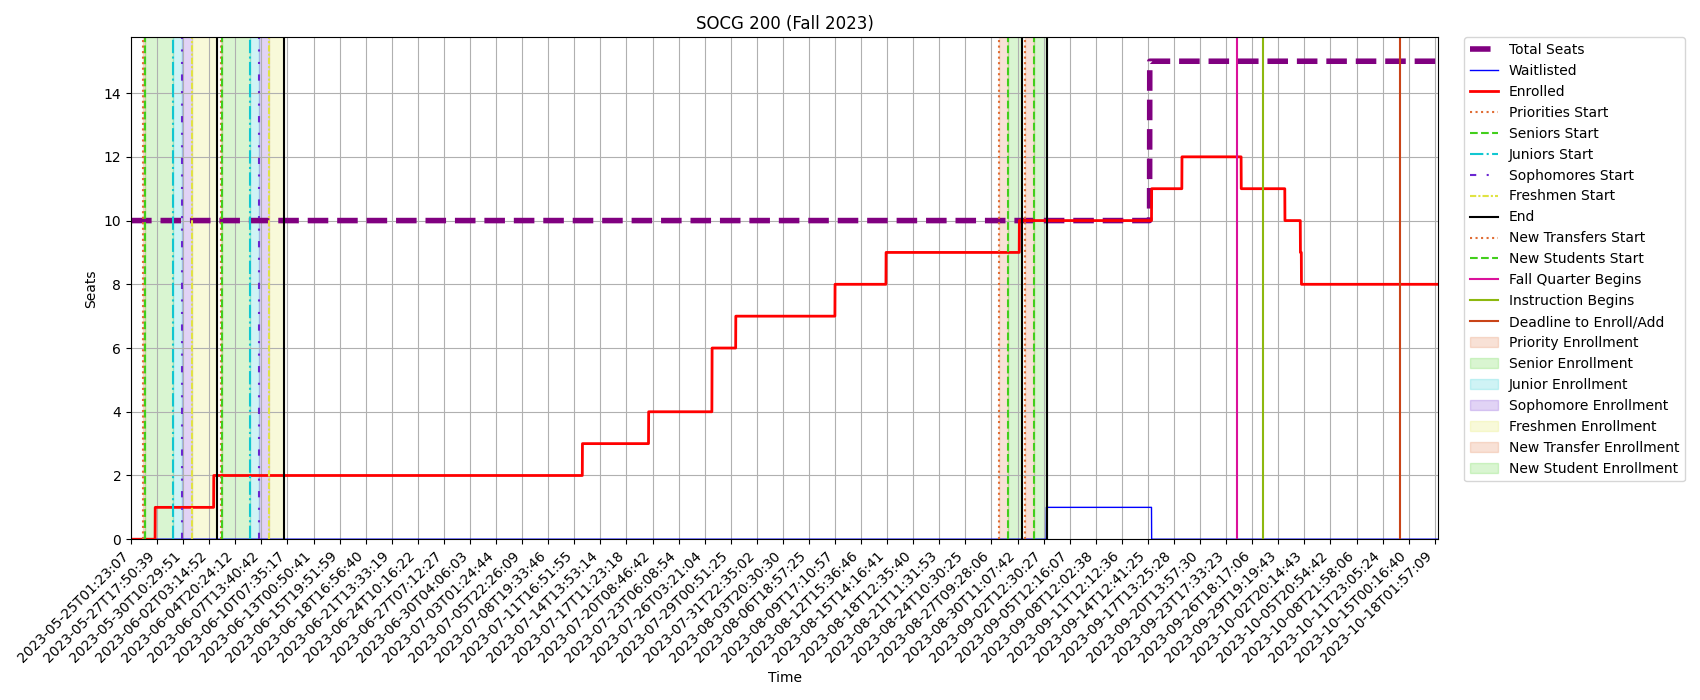 SOCG 200 (Fall 2023)
Seats
14
12
10
8
6
4
2
0
2023-05-25T01:23:07
2023-05-27T17:50:39
2023-05-30T10:29:51
2023-06-02T03:14:52
2023-06-04T20:24:12
2023-06-07T13:40:42
2023-06-10T07:35:17
2023-06-13T00:50:41
2023-06-15T19:51:59
2023-06-18T16:56:40
2023-06-21T13:33:19
2023-06-24T10:16:22
2023-06-27T07:12:27
2023-06-30T04:06:03
2023-07-03T01:24:44
2023-07-05T22:26:09
2023-07-08T19:33:46
2023-07-11T16:51:55
2023-07-14T13:53:14
2023-07-17T11:23:18
2023-07-20T08:46:42
2023-07-23T06:08:54
2023-07-26T03:21:04
2023-07-29T00:51:25
2023-07-31T22:35:02
2023-08-03T20:30:30
2023-08-06T18:57:25
2023-08-09T17:10:57
2023-08-12T15:36:46
2023-08-15T14:16:41
2023-08-18T12:35:40
2023-08-21T11:31:53
2023-08-24T10:30:25
2023-08-27T09:28:06
2023-08-30T11:07:42
2023-09-02T12:30:27
2023-09-05T12:16:07
2023-09-08T12:02:38
2023-09-11T12:12:36
2023-09-14T12:41:25
2023-09-17T13:25:28
2023-09-20T13:57:30
2023-09-23T17:33:23
2023-09-26T18:17:06
2023-09-29T19:19:43
2023-10-02T20:14:43
2023-10-05T20:54:42
2023-10-08T21:58:06
2023-10-11T23:05:24
2023-10-15T00:16:40
2023-10-18T01:57:09
Time
Total Seats
Waitlisted
Enrolled
Priorities Start
Seniors Start
Juniors Start
Sophomores Start
Freshmen Start
End
New Transfers Start
New Students Start
Fall Quarter Begins
Instruction Begins
Deadline to Enroll/Add
Priority Enrollment
Senior Enrollment
Junior Enrollment
Sophomore Enrollment
Freshmen Enrollment
New Transfer Enrollment
New Student Enrollment